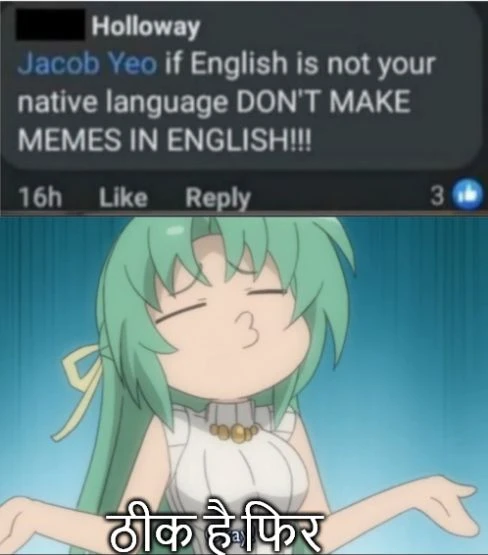 Holloway
Jacob Yeo if English is not your
native language DON'T MAKE
MEMES IN ENGLISH!!!
16h Like Reply 3
ठीक है फिर